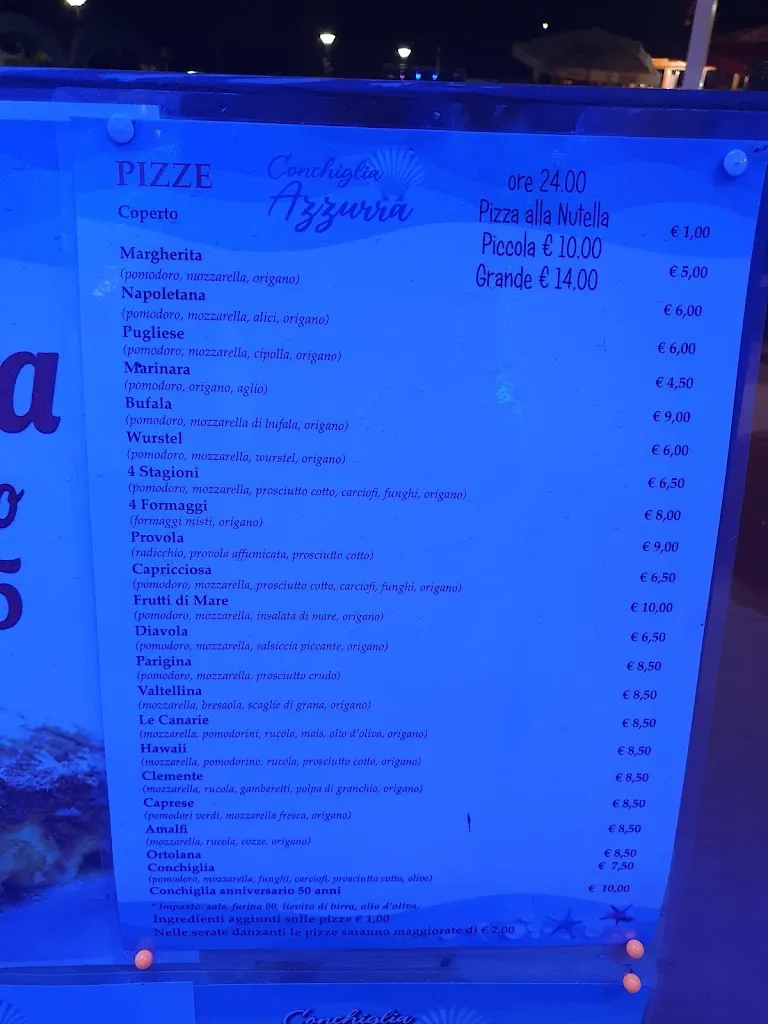 PIZZE
Conchiglia
Azzurra
ore 24.00
Pizza alla Nutella
Piccola € 10,00
Grande € 14,00
Coperto € 1,00
Margherita € 5,00
(pomodoro, mozzarella, origano)
Napoletana € 6,00
(pomodoro, mozzarella, alici, origano)
Pugliese € 6,00
(pomodoro, mozzarella, cipolla, origano)
Marinara € 4,50
(pomodoro, origano, aglio)
Bufala € 9,00
(pomodoro, mozzarella di bufala, origano)
Wurstel € 6,00
(pomodoro, mozzarella, wurstel, origano)
4 Stagioni € 6,50
(pomodoro, mozzarella, prosciutto cotto, carciofi, funghi, origano)
4 Formaggi € 8,00
(formaggi misti, origano)
Provola € 9,00
(radicchio, provola affumicata, prosciutto cotto)
Capricciosa € 6,50
(pomodoro, mozzarella, prosciutto cotto, carciofi, funghi, origano)
Frutti di Mare € 10,00
(pomodoro, mozzarella, insalata di mare, origano)
Diavola € 6,50
(pomodoro, mozzarella, salsiccia piccante, origano)
Parigina € 8,50
(pomodoro, mozzarella, prosciutto crudo)
Valtellina € 8,50
(mozzarella, bresaola, scaglie di grana, origano)
Le Canarie € 8,50
(mozzarella, pomodorini, rucola, mais, olio d'oliva, origano)
Hawaii € 8,50
(mozzarella, pomodorino, rucola, prosciutto cotto, origano)
Clemente € 8,50
(mozzarella, rucola, gamberetti, polpa di granchio, origano)
Caprese € 8,50
(pomodori verdi, mozzarella fresca, origano)
Amalfi € 8,50
(mozzarella, rucola, cozze, origano)
Ortolana € 8,50
Conchiglia € 7,50
(pomodoro, mozzarella, funghi, carciofi, prosciutto cotto, olive)
Conchiglia anniversario 50 anni € 10,00
* Impasto: sale, farina 00, lievito di birra, olio d'oliva.
Ingredienti aggiunti sulle pizze € 1,00
Nelle serate danzanti le pizze saranno maggiorate di € 2,00
a
o
5
Conchiglia